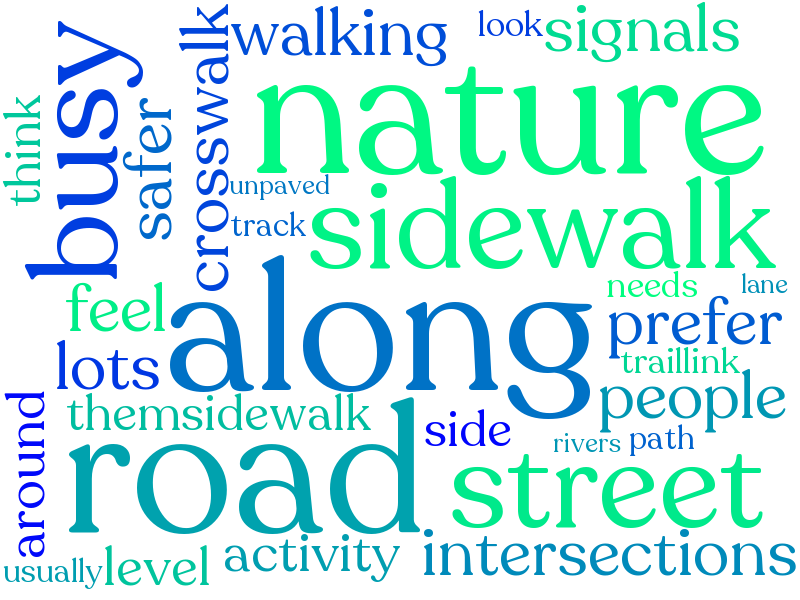 walking
look
signals
crosswalk
busy
think
safer
nature
unpaved
track
sidewalk
along
feel
needs
lane
prefer
lots
traillink
people
around
themsidewalk
side
road
rivers
path
street
usually
level
activity
intersections